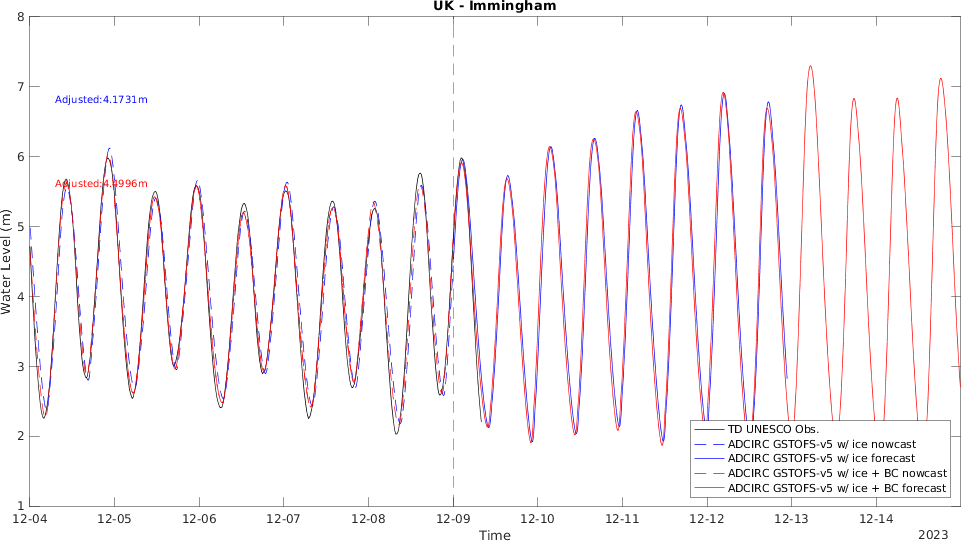 UK - Immingham
8
7
6
5
4
3
2
1
Water Level (m)
Adjusted:4.1731m
Adjusted:4.4996m
TD UNESCO Obs.
ADCIRC GSTOFS-v5 w/ ice nowcast
ADCIRC GSTOFS-v5 w/ ice forecast
ADCIRC GSTOFS-v5 w/ ice + BC nowcast
ADCIRC GSTOFS-v5 w/ ice + BC forecast
12-04 12-05 12-06 12-07 12-08 12-09 12-10 12-11 12-12 12-13 12-14
Time
2023